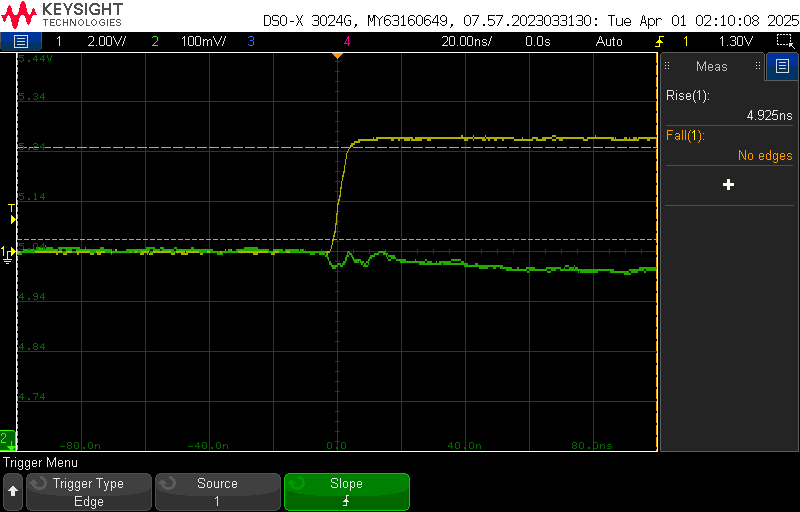 KEYSIGHT
TECHNOLOGIES
DSO-X 3024G, MY63160649, 07.57.2023033130: Tue Apr 01 02:10:08 2025
1 2.00V/ 2 100mV/ 3 4 20.00ns/ 0.0s Auto 1 1.30V
5.44V
5.34
5.24
5.14
5.04
4.94
4.84
4.74
T
1
2
-80.0n -40.0n 0.0 40.0n 80.0ns
Meas
Rise(1):
4.925ns
Fall(1):
No edges
Trigger Menu
Trigger Type
Edge
Source
1
Slope